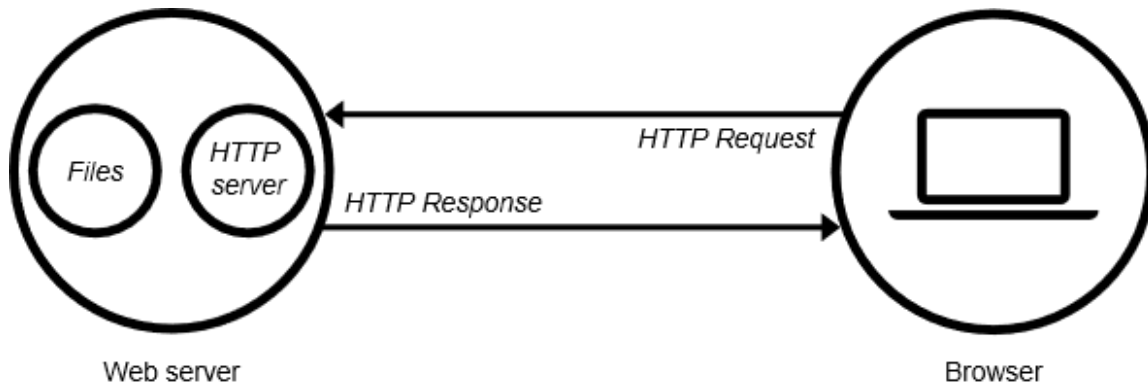 Files
HTTP
server
HTTP Request
HTTP Response
Web server
Browser